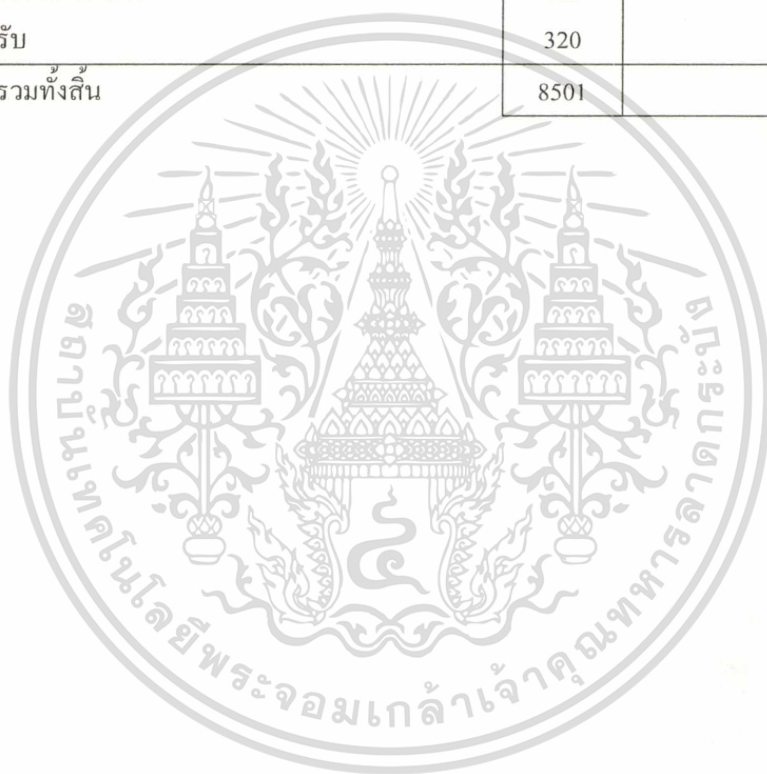 รับ 320
รวมทั้งสิ้น 8501
สถาบันเทคโนโลยีพระจอมเกล้าเจ้าคุณทหารลาดกระบัง